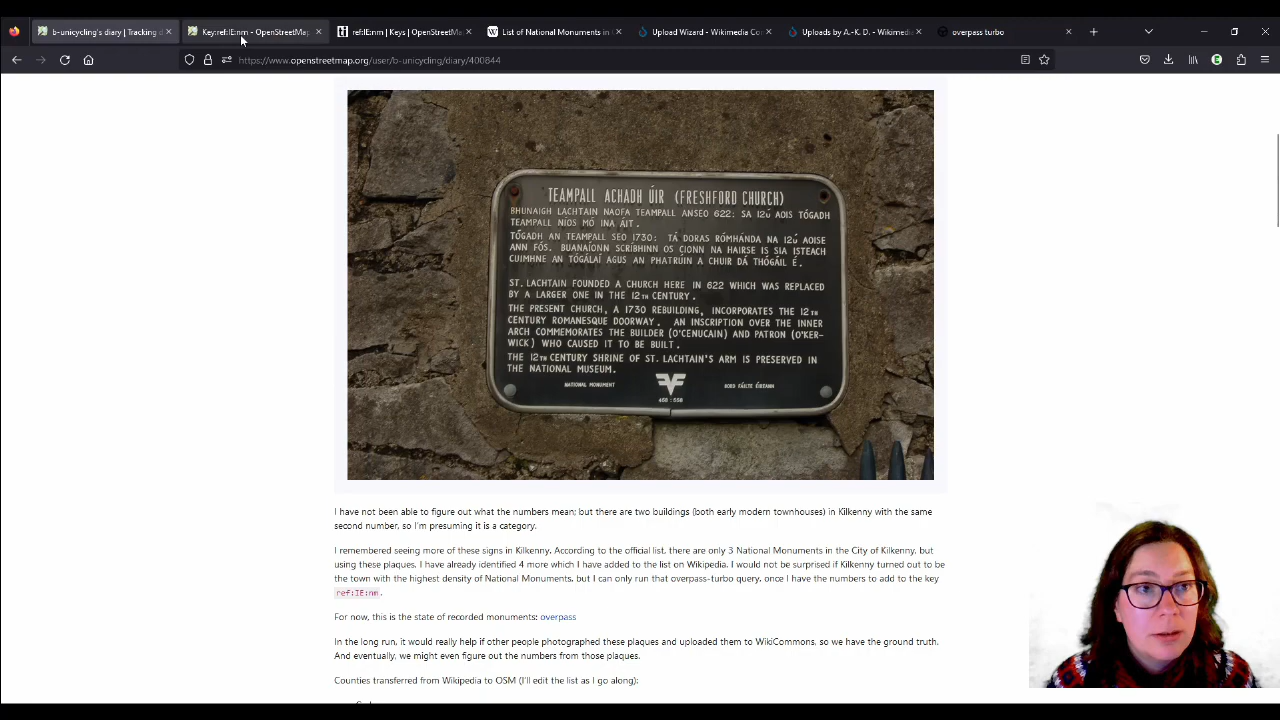 b-unicycling's diary | Tracking d
Key:ref:IE:nm - OpenStreetMap
ref:IE:nm | Keys | OpenStreetMa
List of National Monuments in C
Upload Wizard - Wikimedia Co
Uploads by A.-K. D. - Wikimedia
overpass turbo
https://www.openstreetmap.org/user/b-unicycling/diary/400844
TEAMPALL ACHADH ÚIR (FRESHFORD CHURCH)
BHUNAIGH LACHTAIN NAOFA TEAMPALL ANSEO 622: SA 12ú AOIS TÓGADH
TEAMPALL NÍOS MÓ INA ÁIT.
TÓGADH AN TEAMPALL SEO 1730: TÁ DORAS RÓMHÁNDA NA 12ú AOISE
ANN FÓS. BUANAÍONN SCRÍBHINN OS CIONN NA HAIRSE IS SIA ISTEACH
CUIMHNE AN TÓGÁLAÍ AGUS AN PHATRÚIN A CHUIR DÁ THÓGÁIL É.
ST. LACHTAIN FOUNDED A CHURCH HERE IN 622 WHICH WAS REPLACED
BY A LARGER ONE IN THE 12TH CENTURY.
THE PRESENT CHURCH, A 1730 REBUILDING, INCORPORATES THE 12TH
CENTURY ROMANESQUE DOORWAY. AN INSCRIPTION OVER THE INNER
ARCH COMMEMORATES THE BUILDER (O'CENUCAIN) AND PATRON (O'KER-
WICK) WHO CAUSED IT TO BE BUILT.
THE 12TH CENTURY SHRINE OF ST. LACHTAIN'S ARM IS PRESERVED IN
THE NATIONAL MUSEUM.
NATIONAL MONUMENT
BORD FÁILTE ÉIREANN
I have not been able to figure out what the numbers mean; but there are two buildings (both early modern townhouses) in Kilkenny with the same
second number, so I'm presuming it is a category.
I remembered seeing more of these signs in Kilkenny. According to the official list, there are only 3 National Monuments in the City of Kilkenny, but
using these plaques, I have already identified 4 more which I have added to the list on Wikipedia. I would not be surprised if Kilkenny turned out to be
the town with the highest density of National Monuments, but I can only run that overpass-turbo query, once I have the numbers to add to the key
ref:IE:nm.
For now, this is the state of recorded monuments: overpass
In the long run, it would really help if other people photographed these plaques and uploaded them to WikiCommons, so we have the ground truth.
And eventually, we might even figure out the numbers from those plaques.
Counties transferred from Wikipedia to OSM (I'll edit the list as I go along):